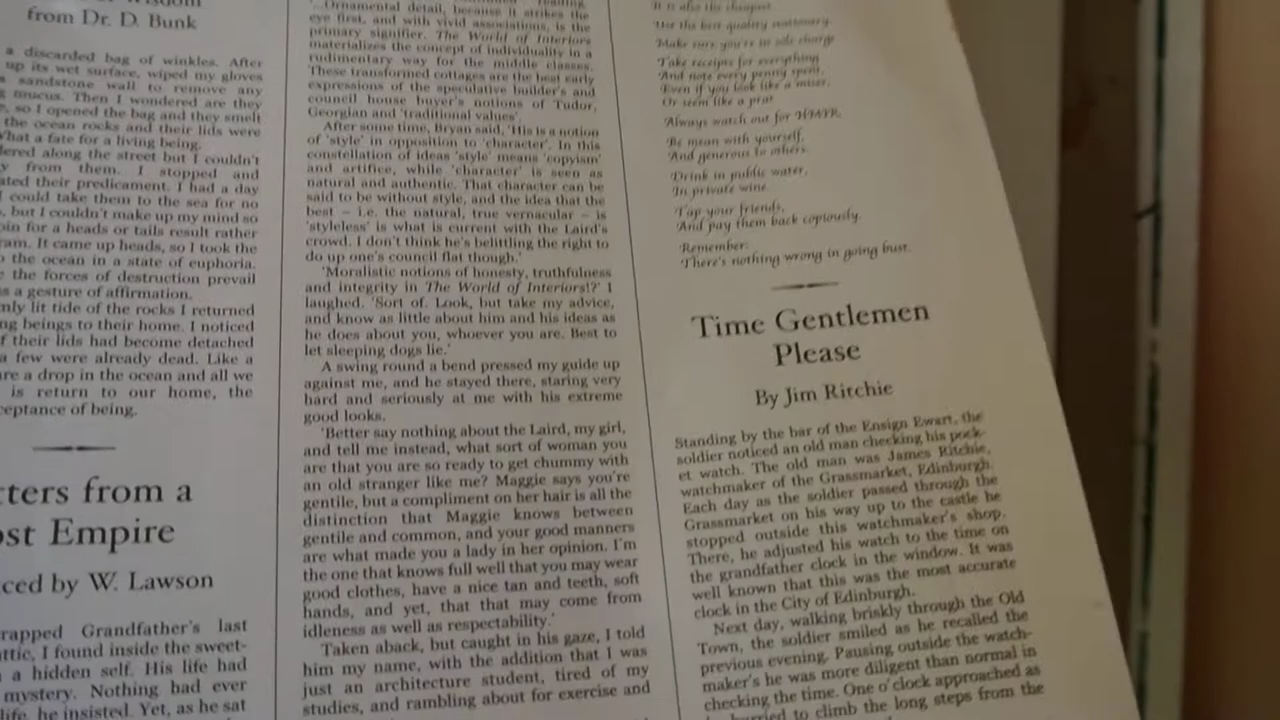 from Dr. D. Bunk
a discarded bag of winkles. After
up its wet surface, wiped my gloves
sandstone wall to remove any
mucus. Then I wondered are they
so I opened the bag and they smelt
the ocean rocks and their lids were
What a fate for a living being.
along the street but I couldn't
from them. I stopped and
their predicament. I had a day
I could take them to the sea for no
, but I couldn't make up my mind so
for a heads or tails result rather
It came up heads, so I took the
the ocean in a state of euphoria.
the forces of destruction prevail
a gesture of affirmation.
lit tide of the rocks I returned
beings to their home. I noticed
their lids had become detached
a few were already dead. Like a
are a drop in the ocean and all we
is return to our home, the
of being.
from a
Empire
by W. Lawson
Grandfather's last
I found inside the sweet-
a hidden self. His life had
mystery. Nothing had ever
life, he insisted. Yet, as he sat
Ornamental detail, because it strikes the
eye first, and with vivid associations, is the
primary signifier. The World of Interiors
materializes the concept of individuality in a
rudimentary way for the middle classes.
These transformed cottages are the best early
expressions of the speculative builder's and
council house buyer's notions of Tudor,
Georgian and 'traditional values'.
After some time, Bryan said, 'His is a notion
of 'style' in opposition to 'character'. In this
constellation of ideas 'style' means 'copyism'
and artifice, while 'character' is seen as
natural and authentic. That character can be
said to be without style, and the idea that the
best – i.e. the natural, true vernacular – is
'styleless' is what is current with the Laird's
crowd. I don't think he's belittling the right to
do up one's council flat though.'
'Moralistic notions of honesty, truthfulness
and integrity in The World of Interiors!?' I
laughed. 'Sort of. Look, but take my advice,
and know as little about him and his ideas as
he does about you, whoever you are. Best to
let sleeping dogs lie.'
A swing round a bend pressed my guide up
against me, and he stayed there, staring very
hard and seriously at me with his extreme
good looks.
'Better say nothing about the Laird, my girl,
and tell me instead, what sort of woman you
are that you are so ready to get chummy with
an old stranger like me? Maggie says you're
gentile, but a compliment on her hair is all the
distinction that Maggie knows between
gentile and common, and your good manners
are what made you a lady in her opinion. I'm
the one that knows full well that you may wear
good clothes, have a nice tan and teeth, soft
hands, and yet, that that may come from
idleness as well as respectability.'
Taken aback, but caught in his gaze, I told
him my name, with the addition that I was
just an architecture student, tired of my
studies, and rambling about for exercise and
It is also the cheapest.
Use the best quality stationary.
Make sure you're in sole charge
Take receipts for everything
And note every penny spent,
Even if you look like a miser,
Or seem like a prat
Always watch out for HMVR.
Be mean with yourself,
And generous to others.
Drink in public water,
In private wine.
Tap your friends,
And pay them back copiously.
Remember:
There's nothing wrong in going bust.
Time Gentlemen
Please
By Jim Ritchie
Standing by the bar of the Ensign Ewart, the
soldier noticed an old man checking his pock-
et watch. The old man was James Ritchie,
watchmaker of the Grassmarket, Edinburgh.
Each day as the soldier passed through the
Grassmarket on his way up to the castle he
stopped outside this watchmaker's shop.
There, he adjusted his watch to the time on
the grandfather clock in the window. It was
well known that this was the most accurate
clock in the City of Edinburgh.
Next day, walking briskly through the Old
Town, the soldier smiled as he recalled the
previous evening. Pausing outside the watch-
maker's he was more diligent than normal in
checking the time. One o'clock approached as
hurried to climb the long steps from the